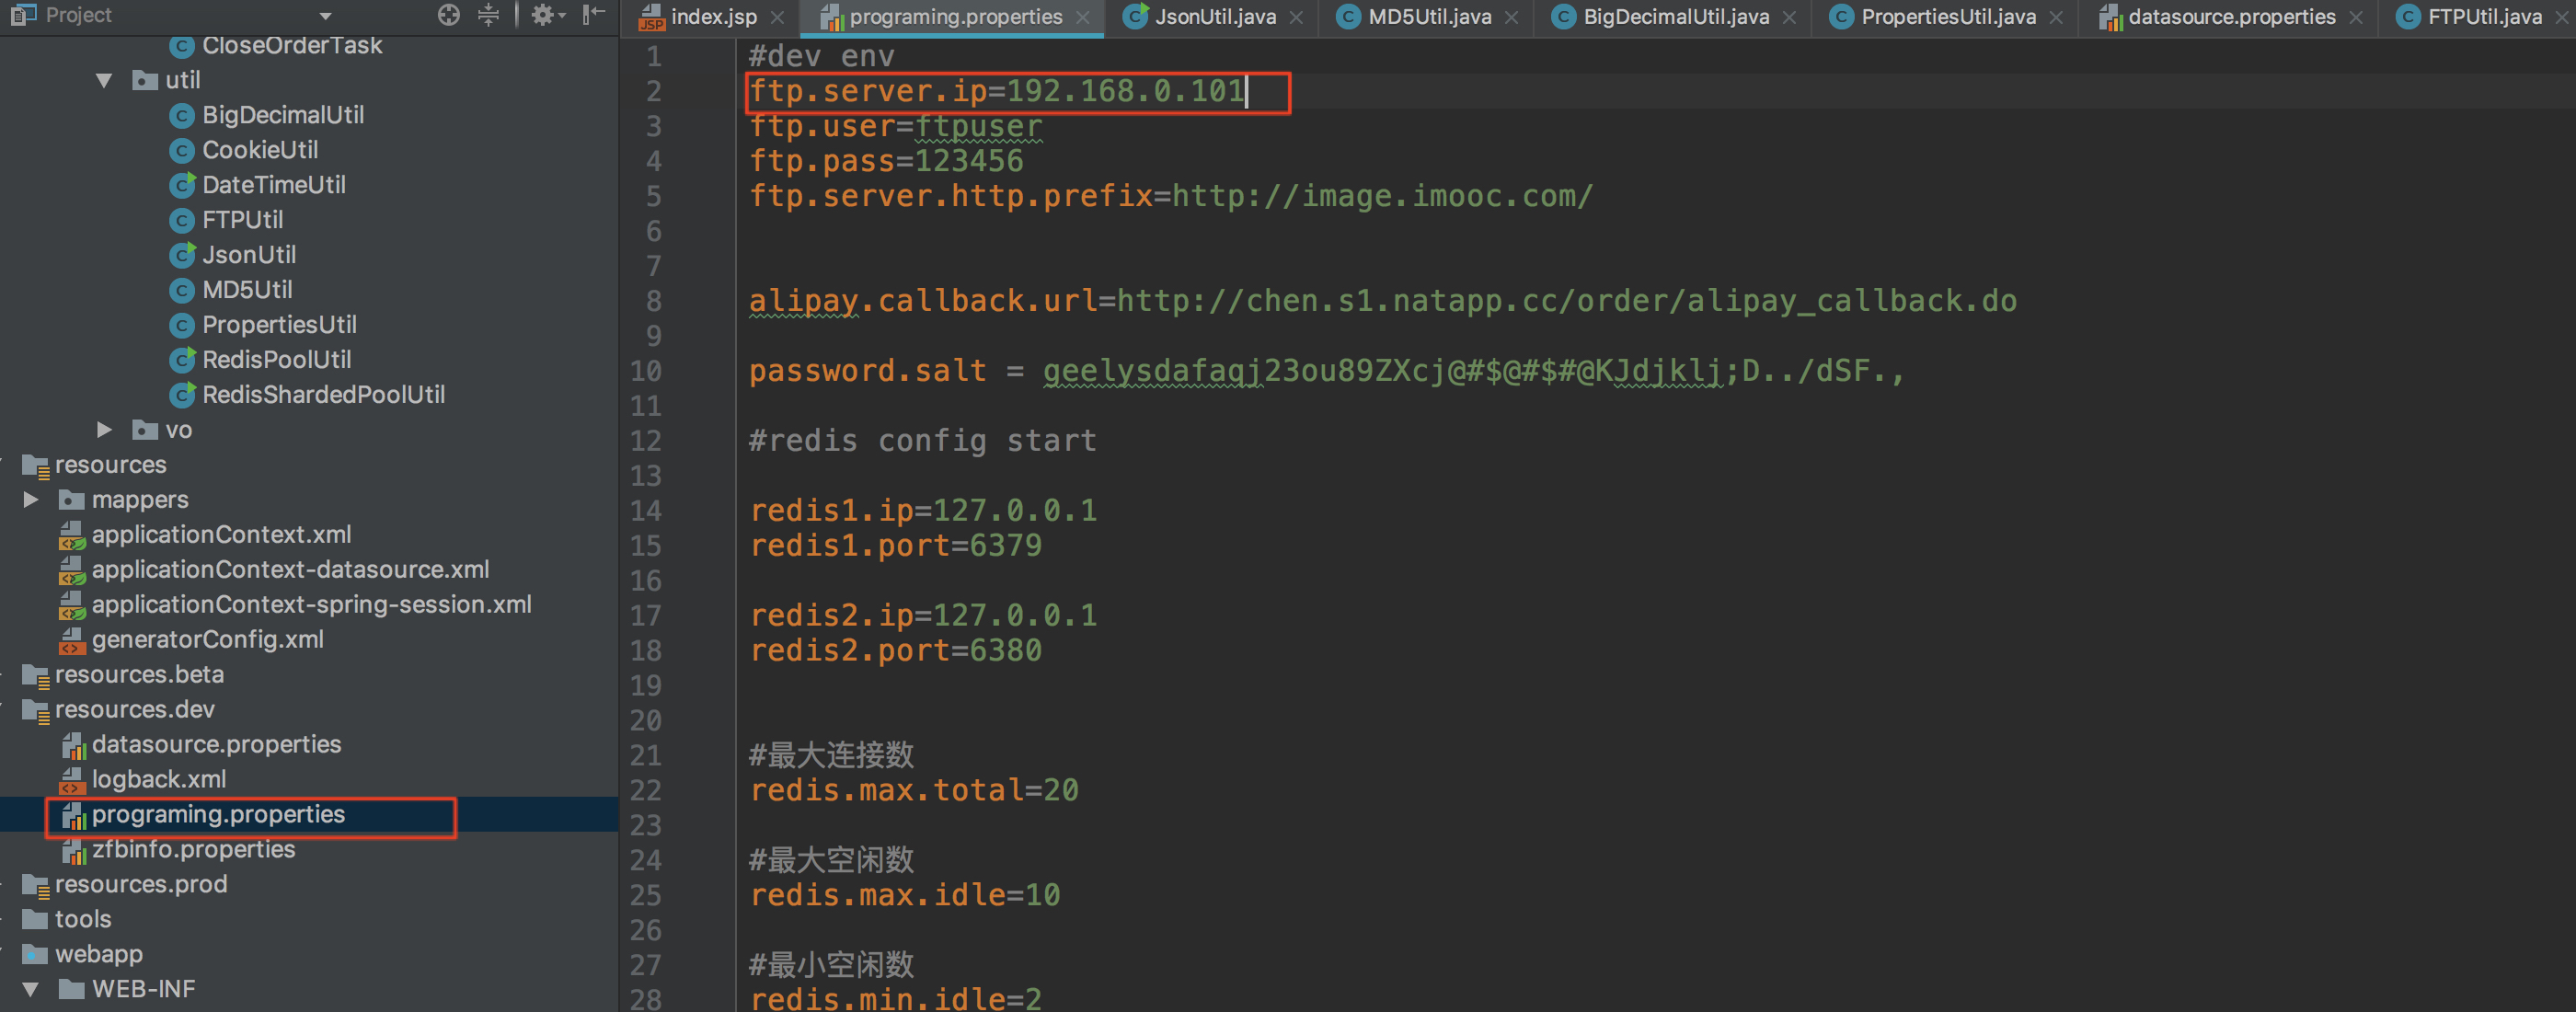 Project
index.jsp
programing.properties
JsonUtil.java
MD5Util.java
BigDecimalUtil.java
PropertiesUtil.java
datasource.properties
FTPUtil.java
CloseOrderTask
util
BigDecimalUtil
CookieUtil
DateTimeUtil
FTPUtil
JsonUtil
MD5Util
PropertiesUtil
RedisPoolUtil
RedisShardedPoolUtil
vo
resources
mappers
applicationContext.xml
applicationContext-datasource.xml
applicationContext-spring-session.xml
generatorConfig.xml
resources.beta
resources.dev
datasource.properties
logback.xml
programing.properties
zfbinfo.properties
resources.prod
tools
webapp
WEB-INF
1 #dev env
2 ftp.server.ip=192.168.0.101
3 ftp.user=ftpuser
4 ftp.pass=123456
5 ftp.server.http.prefix=http://image.imooc.com/
6
7
8 alipay.callback.url=http://chen.s1.natapp.cc/order/alipay_callback.do
9
10 password.salt = geelysdafaqj23ou89ZXcj@#$@#$#@KJdjklj;D../dSF.,
11
12 #redis config start
13
14 redis1.ip=127.0.0.1
15 redis1.port=6379
16
17 redis2.ip=127.0.0.1
18 redis2.port=6380
19
20
21 #最大连接数
22 redis.max.total=20
23
24 #最大空闲数
25 redis.max.idle=10
26
27 #最小空闲数
28 redis.min.idle=2